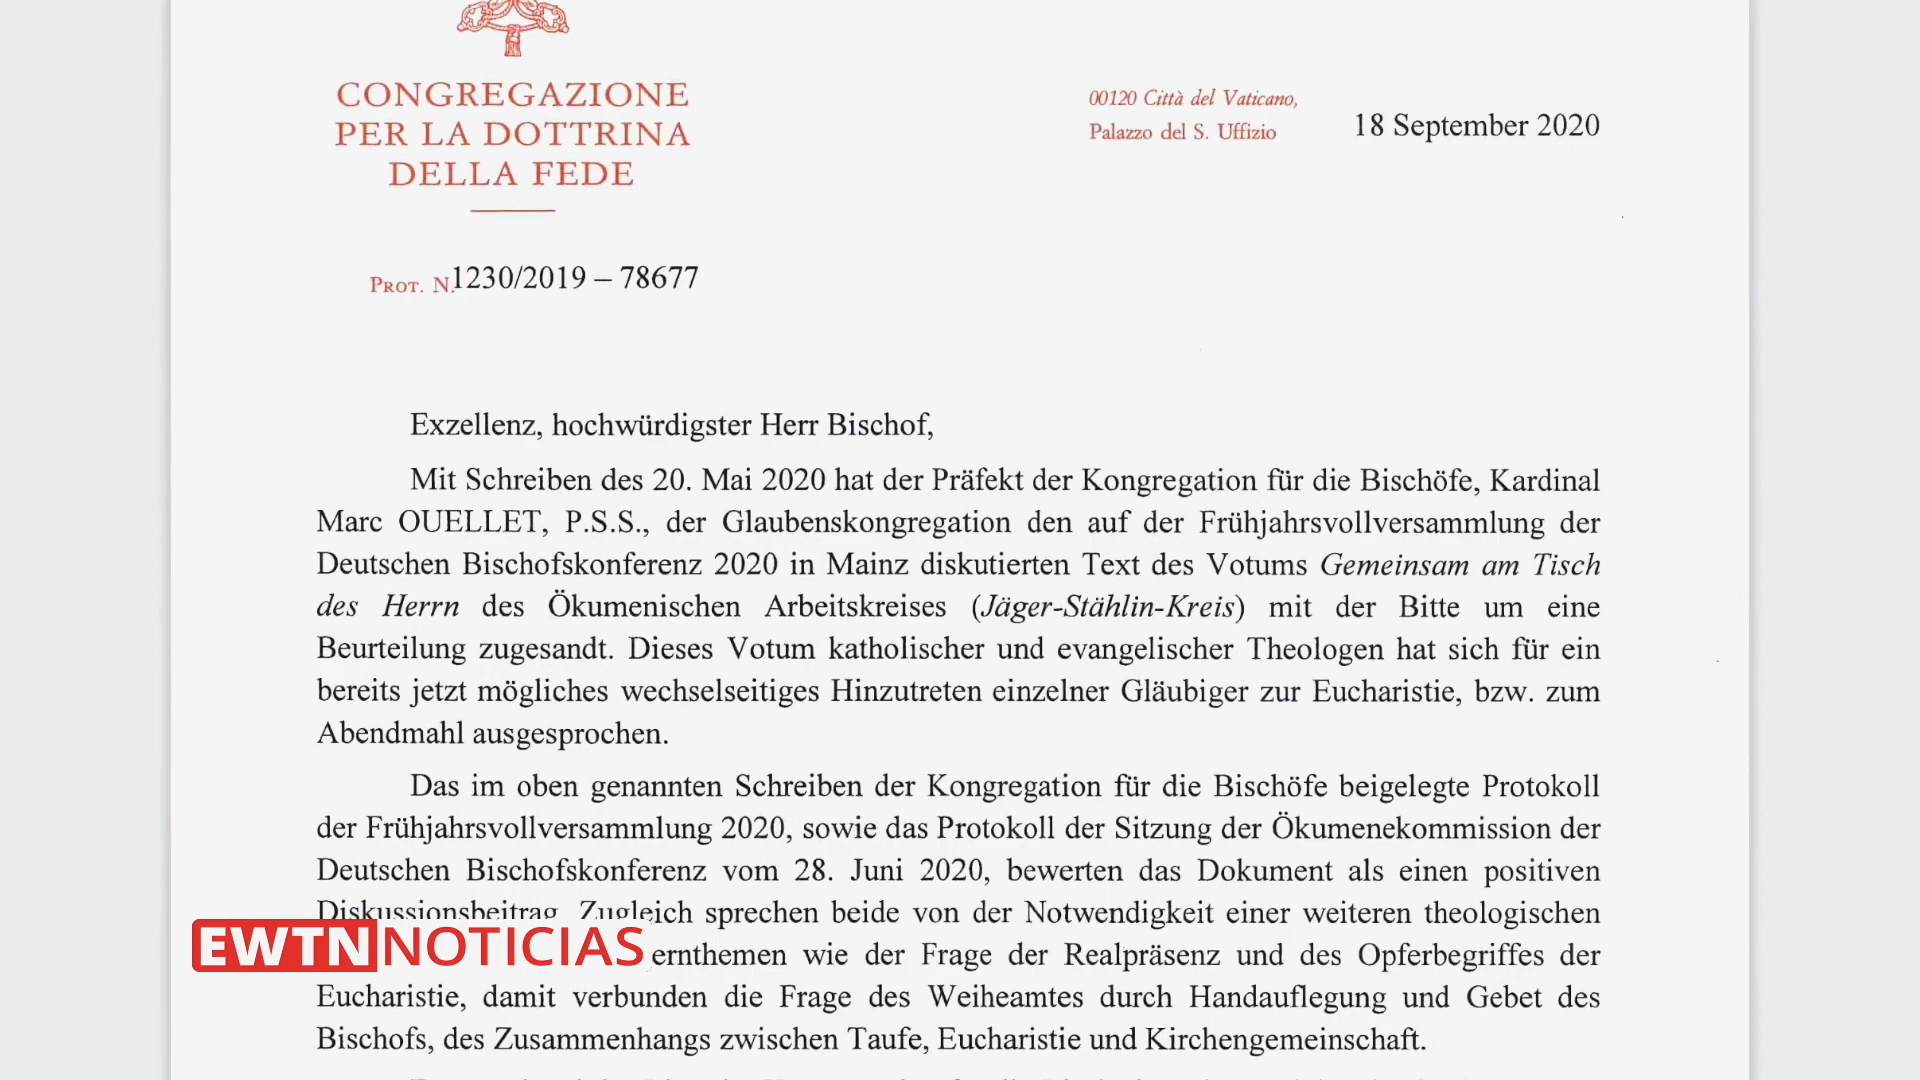 CONGREGAZIONE
PER LA DOTTRINA
DELLA FEDE
00120 Città del Vaticano,
Palazzo del S. Uffizio
18 September 2020
PROT. N. 1230/2019 – 78677
Exzellenz, hochwürdigster Herr Bischof,
Mit Schreiben des 20. Mai 2020 hat der Präfekt der Kongregation für die Bischöfe, Kardinal
Marc OUELLET, P.S.S., der Glaubenskongregation den auf der Frühjahrsvollversammlung der
Deutschen Bischofskonferenz 2020 in Mainz diskutierten Text des Votums Gemeinsam am Tisch
des Herrn des Ökumenischen Arbeitskreises (Jäger-Stählin-Kreis) mit der Bitte um eine
Beurteilung zugesandt. Dieses Votum katholischer und evangelischer Theologen hat sich für ein
bereits jetzt mögliches wechselseitiges Hinzutreten einzelner Gläubiger zur Eucharistie, bzw. zum
Abendmahl ausgesprochen.
Das im oben genannten Schreiben der Kongregation für die Bischöfe beigelegte Protokoll
der Frühjahrsvollversammlung 2020, sowie das Protokoll der Sitzung der Ökumenekommission der
Deutschen Bischofskonferenz vom 28. Juni 2020, bewerten das Dokument als einen positiven
Diskussionsbeitrag. Zugleich sprechen beide von der Notwendigkeit einer weiteren theologischen
ernthemen wie der Frage der Realpräsenz und des Opferbegriffes der
Eucharistie, damit verbunden die Frage des Weiheamtes durch Handauflegung und Gebet des
Bischofs, des Zusammenhangs zwischen Taufe, Eucharistie und Kirchengemeinschaft.
EWTN NOTICIAS